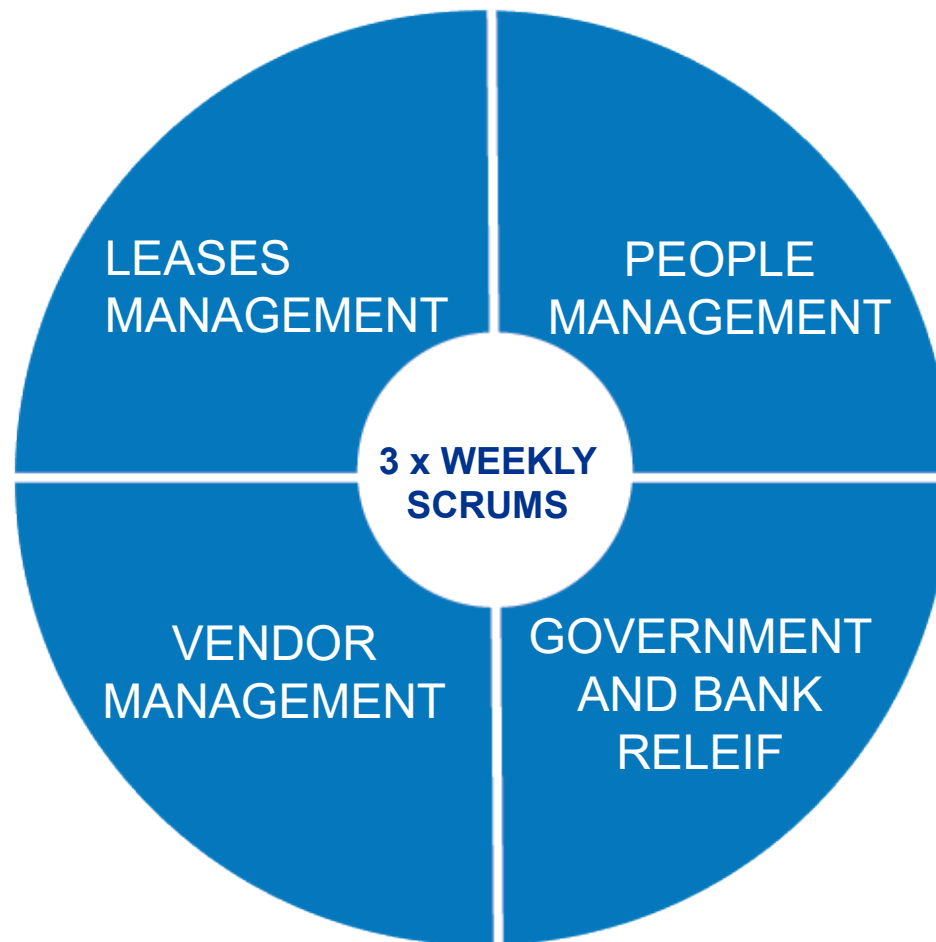 LEASES
MANAGEMENT
PEOPLE
MANAGEMENT
3 x WEEKLY
SCRUMS
VENDOR
MANAGEMENT
GOVERNMENT
AND BANK
RELEIF